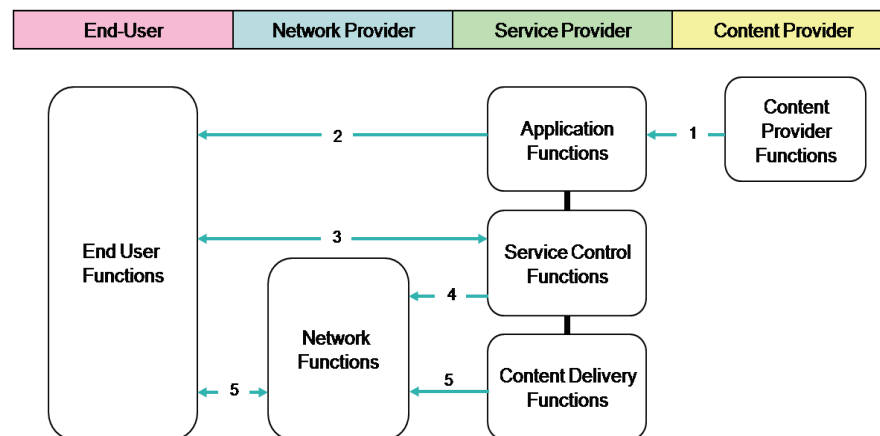 End-User
Network Provider
Service Provider
Content Provider
Application
Functions
Content
Provider
Functions
1
2
End User
Functions
3
Service Control
Functions
4
Network
Functions
5
5
Content Delivery
Functions